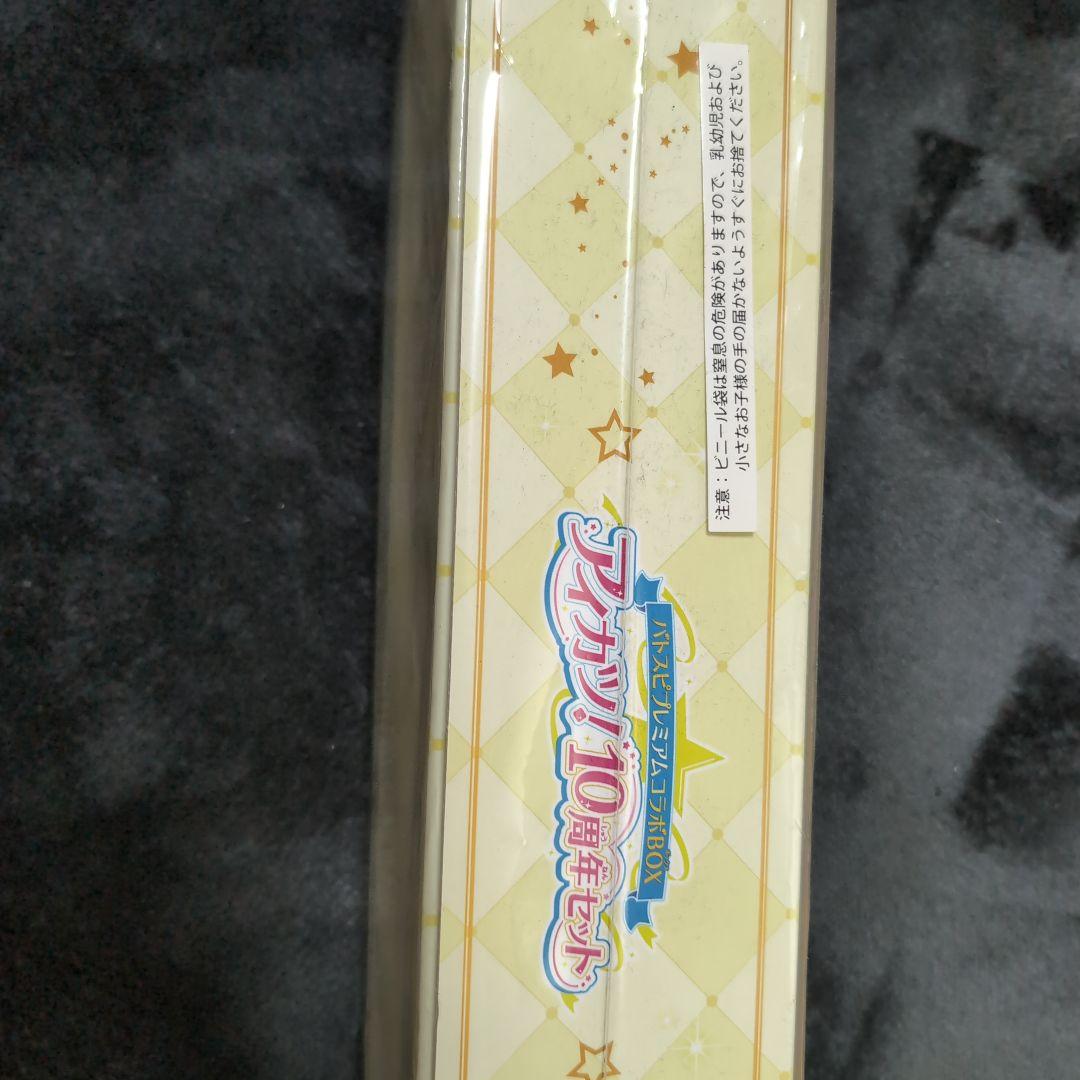 注意：ビニール袋は窒息の危険がありますので、乳幼児および
小さなお子様の手の届かないようすぐにお捨てください。
バトスピプレミアムコラボBOX
アイカツ！10周年セット